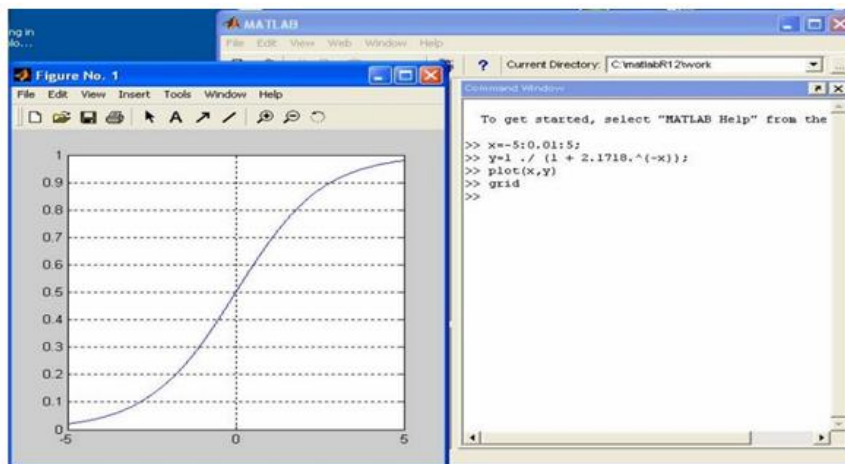 ng in
lo...
MATLAB
File Edit View Web Window Help
? Current Directory: C:\matlabR12\work
Figure No. 1
File Edit View Insert Tools Window Help
A
Command Window
To get started, select "MATLAB Help" from the
>> x=-5:0.01:5;
>> y=1 ./ (1 + 2.1718.^(-x));
>> plot(x,y)
>> grid
>>
1
0.9
0.8
0.7
0.6
0.5
0.4
0.3
0.2
0.1
0
-5 0 5